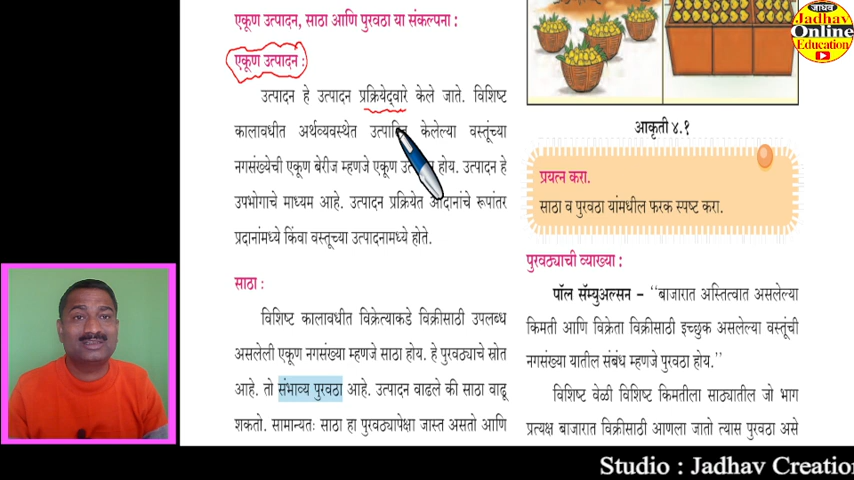 एकूण उत्पादन, साठा आणि पुरवठा या संकल्पना :
एकूण उत्पादन :
उत्पादन हे उत्पादन प्रक्रियेद्वारे केले जाते. विशिष्ट
कालावधीत अर्थव्यवस्थेत केलेल्या वस्तूंच्या
नगसंख्येची एकूण बेरीज म्हणजे एकूण होय. उत्पादन हे
उपभोगाचे माध्यम आहे. उत्पादन प्रक्रियेत आदानांचे रूपांतर
प्रदानांमध्ये किंवा वस्तूच्या उत्पादनामध्ये होते.
साठा :
विशिष्ट कालावधीत विक्रेत्याकडे विक्रीसाठी उपलब्ध
असलेली एकूण नगसंख्या म्हणजे साठा होय. हे पुरवठ्याचे स्रोत
आहे. तो संभाव्य पुरवठा आहे. उत्पादन वाढले की साठा वाढू
शकतो. सामान्यतः साठा हा पुरवठ्यापेक्षा जास्त असतो आणि
आकृती ४.१
प्रयत्न करा.
साठा व पुरवठा यांमधील फरक स्पष्ट करा.
पुरवठ्याची व्याख्या :
पॉल सॅम्युअल्सन – ‘‘बाजारात अस्तित्वात असलेल्या
किमती आणि विक्रेता विक्रीसाठी इच्छुक असलेल्या वस्तूंची
नगसंख्या यातील संबंध म्हणजे पुरवठा होय.’’
विशिष्ट वेळी विशिष्ट किमतीला साठ्यातील जो भाग
प्रत्यक्ष बाजारात विक्रीसाठी आणला जातो त्यास पुरवठा असे
जाधव
Jadhav
Online
Education
Studio : Jadhav Creation